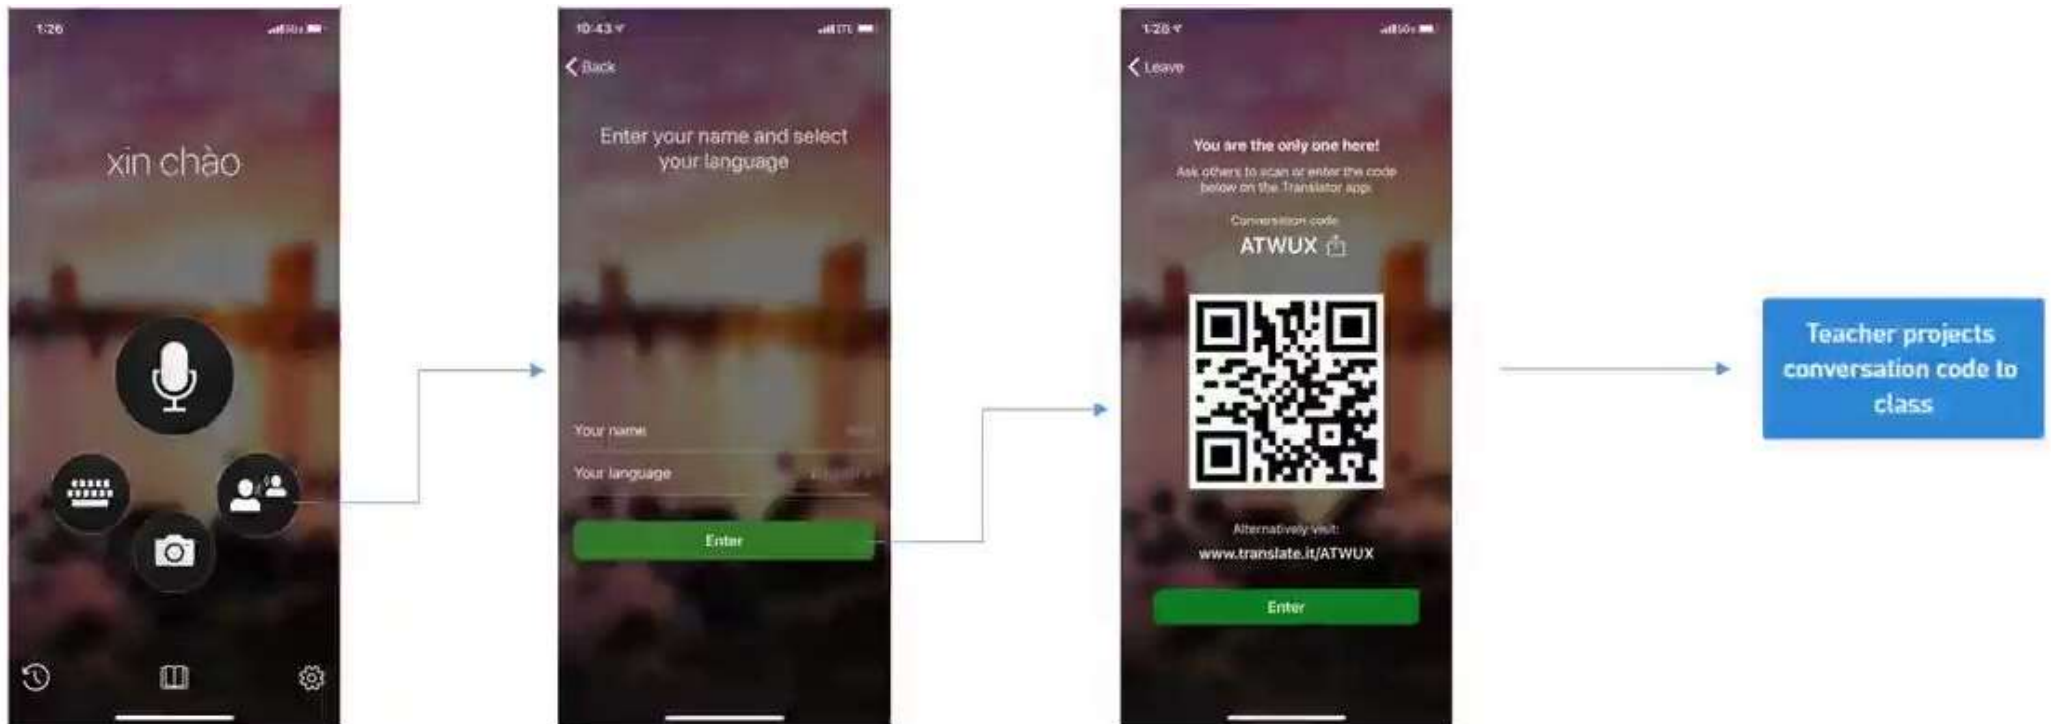 1:26
xin chào
10:43
Back
Enter your name and select
your language
Your name
Your language
Enter
1:26
Leave
You are the only one here!
Ask others to scan or enter the code
below on the Translator app.
Conversation code
ATWUX
Alternatively visit:
www.translate.it/ATWUX
Enter
Teacher projects
conversation code to
class